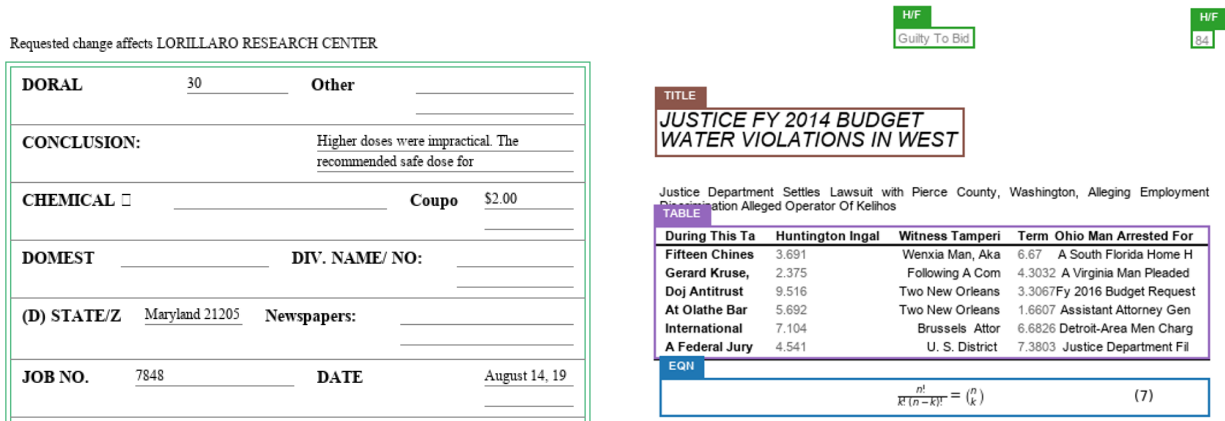 Requested change affects LORILLARO RESEARCH CENTER
DORAL 30 Other
CONCLUSION: Higher doses were impractical. The
recommended safe dose for
CHEMICAL Coupo $2.00
DOMEST DIV. NAME/ NO:
(D) STATE/Z Maryland 21205 Newspapers:
JOB NO. 7848 DATE August 14, 19
H/F
Guilty To Bid
H/F
84
TITLE
JUSTICE FY 2014 BUDGET
WATER VIOLATIONS IN WEST
Justice Department Settles Lawsuit with Pierce County, Washington, Alleging Employment
Alleged Operator Of Kelihos
TABLE
During This Ta Huntington Ingal Witness Tamperi Term Ohio Man Arrested For
Fifteen Chines 3.691 Wenxia Man, Aka 6.67 A South Florida Home H
Gerard Kruse, 2.375 Following A Com 4.3032 A Virginia Man Pleaded
Doj Antitrust 9.516 Two New Orleans 3.3067 Fy 2016 Budget Request
At Olathe Bar 5.692 Two New Orleans 1.6607 Assistant Attorney Gen
International 7.104 Brussels Attor 6.6826 Detroit-Area Men Charg
A Federal Jury 4.541 U. S. District 7.3803 Justice Department Fil
EQN
n!/k!(n−k)! = (n k) (7)